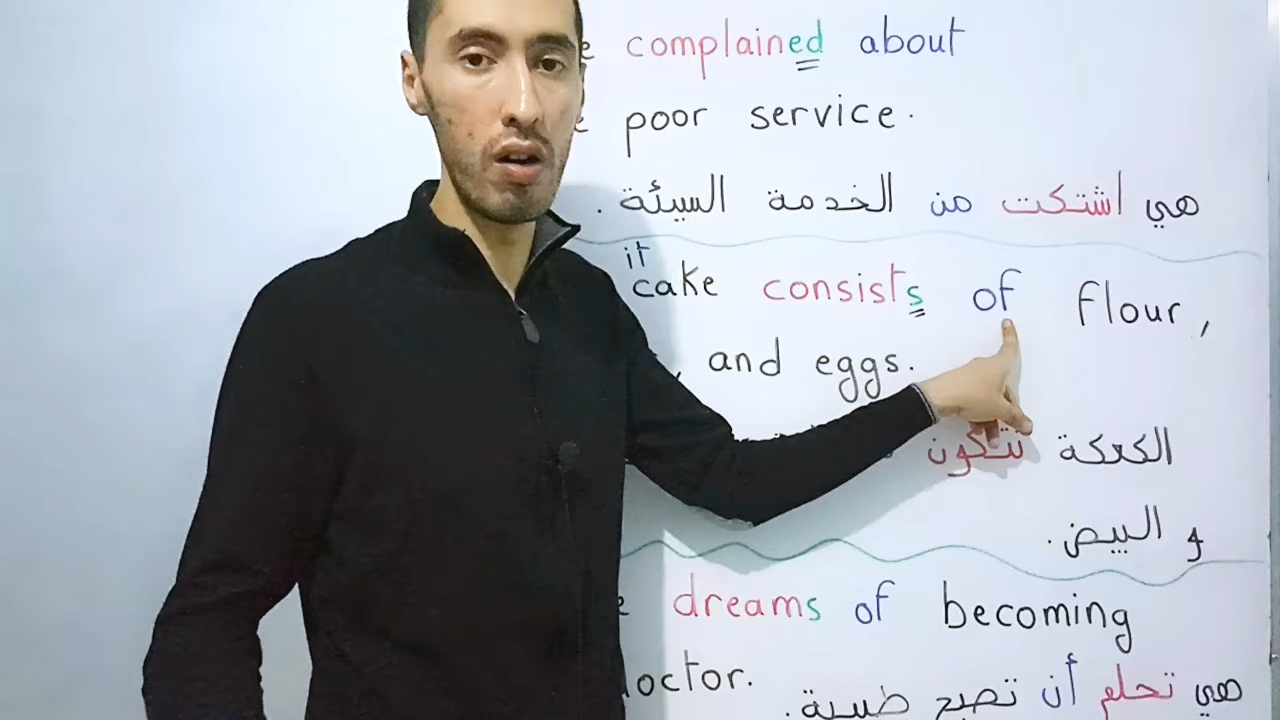 complained about
poor service.
هي اشتكت من الخدمة السيئة.
it
cake consists of flour,
, and eggs.
الكعكة تتكون
و البيض.
dreams of becoming
doctor.
هي تحلم أن تصبح طبيبة.